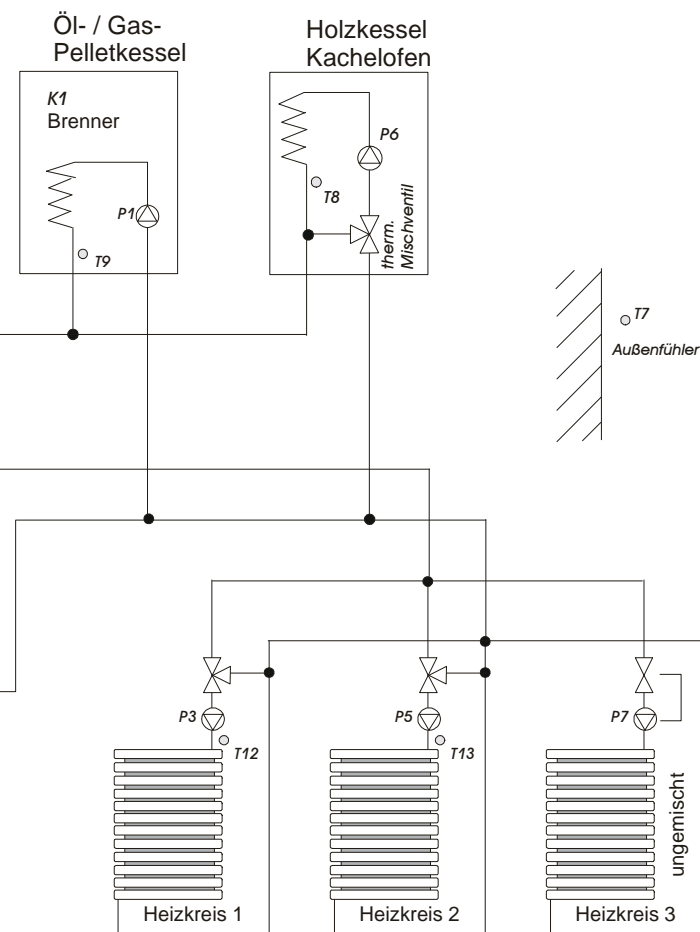 Öl- / Gas-
Pelletkessel
Holzkessel
Kachelofen
K1
Brenner
P1
T9
P6
T8
therm.
Mischventil
T7
Außenfühler
P3
T12
P5
T13
P7
ungemischt
Heizkreis 1
Heizkreis 2
Heizkreis 3